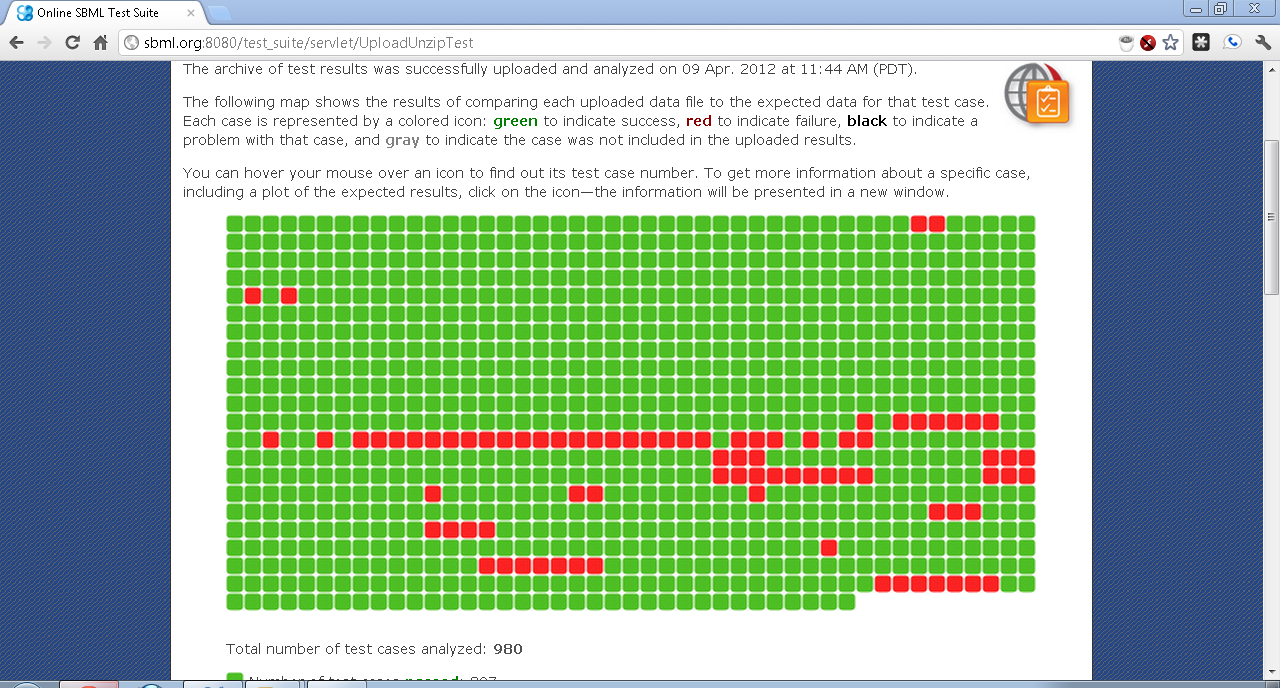 Online SBML Test Suite
sbml.org:8080/test_suite/servlet/UploadUnzipTest
The archive of test results was successfully uploaded and analyzed on 09 Apr. 2012 at 11:44 AM (PDT).
The following map shows the results of comparing each uploaded data file to the expected data for that test case.
Each case is represented by a colored icon: green to indicate success, red to indicate failure, black to indicate a
problem with that case, and gray to indicate the case was not included in the uploaded results.
You can hover your mouse over an icon to find out its test case number. To get more information about a specific case,
including a plot of the expected results, click on the icon—the information will be presented in a new window.
Total number of test cases analyzed: 980
Number of test cases passed: